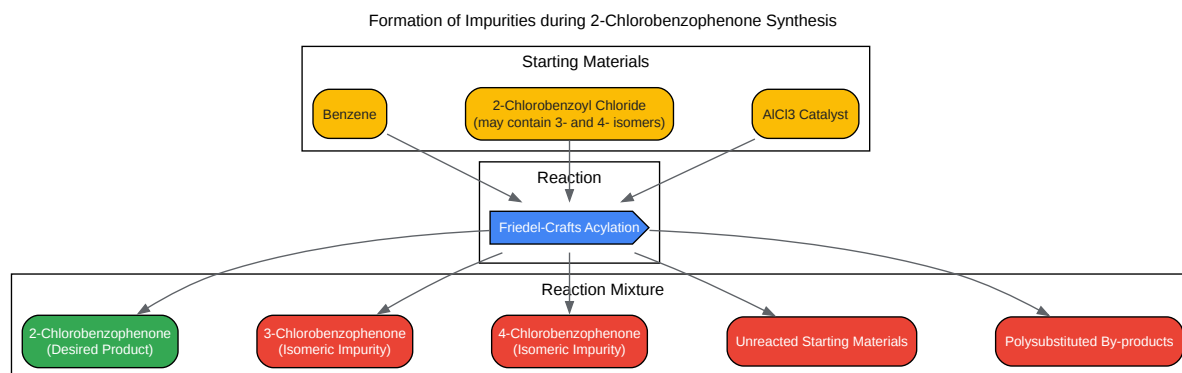 Formation of Impurities during 2-Chlorobenzophenone Synthesis
Starting Materials
Benzene
2-Chlorobenzoyl Chloride
(may contain 3- and 4- isomers)
AlCl3 Catalyst
Reaction
Friedel-Crafts Acylation
Reaction Mixture
2-Chlorobenzophenone
(Desired Product)
3-Chlorobenzophenone
(Isomeric Impurity)
4-Chlorobenzophenone
(Isomeric Impurity)
Unreacted Starting Materials
Polysubstituted By-products